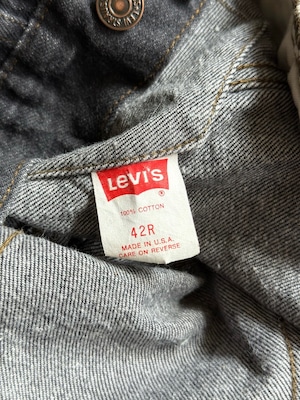 LEVI'S
®
100% COTTON
42R
MADE IN U.S.A.
CARE ON REVERSE